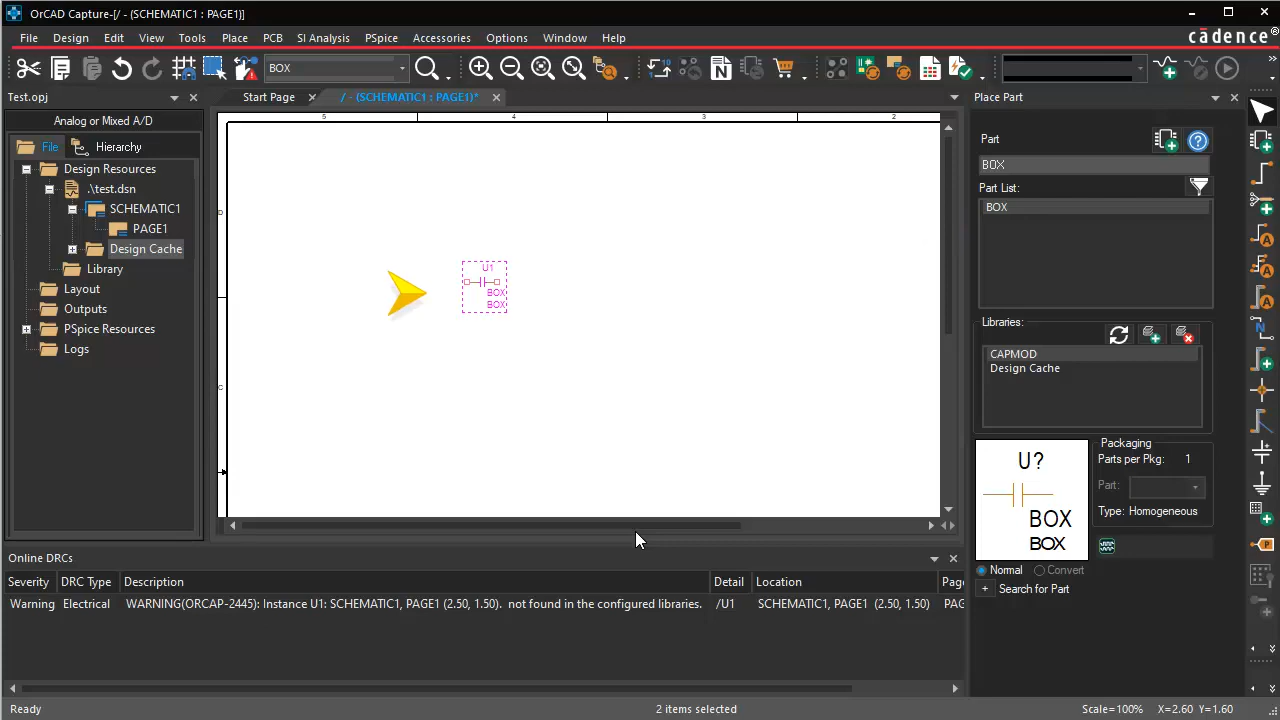 OrCAD Capture-[/ - (SCHEMATIC1 : PAGE1)]
File Design Edit View Tools Place PCB SI Analysis PSpice Accessories Options Window Help
cādence®
BOX
Test.opj
Start Page
/ - (SCHEMATIC1 : PAGE1)*
Place Part
Analog or Mixed A/D
File
Hierarchy
Design Resources
.\test.dsn
SCHEMATIC1
PAGE1
Design Cache
Library
Layout
Outputs
PSpice Resources
Logs
5 4 3 2
D
C
U1
BOX
BOX
Part
BOX
Part List:
BOX
Libraries:
CAPMOD
Design Cache
U?
BOX
BOX
Packaging
Parts per Pkg: 1
Part:
Type: Homogeneous
Normal
Convert
+ Search for Part
Online DRCs
Severity DRC Type Description Detail Location Page
Warning Electrical WARNING(ORCAP-2445): Instance U1: SCHEMATIC1, PAGE1 (2.50, 1.50). not found in the configured libraries. /U1 SCHEMATIC1, PAGE1 (2.50, 1.50) PAG
Ready
2 items selected
Scale=100% X=2.60 Y=1.60